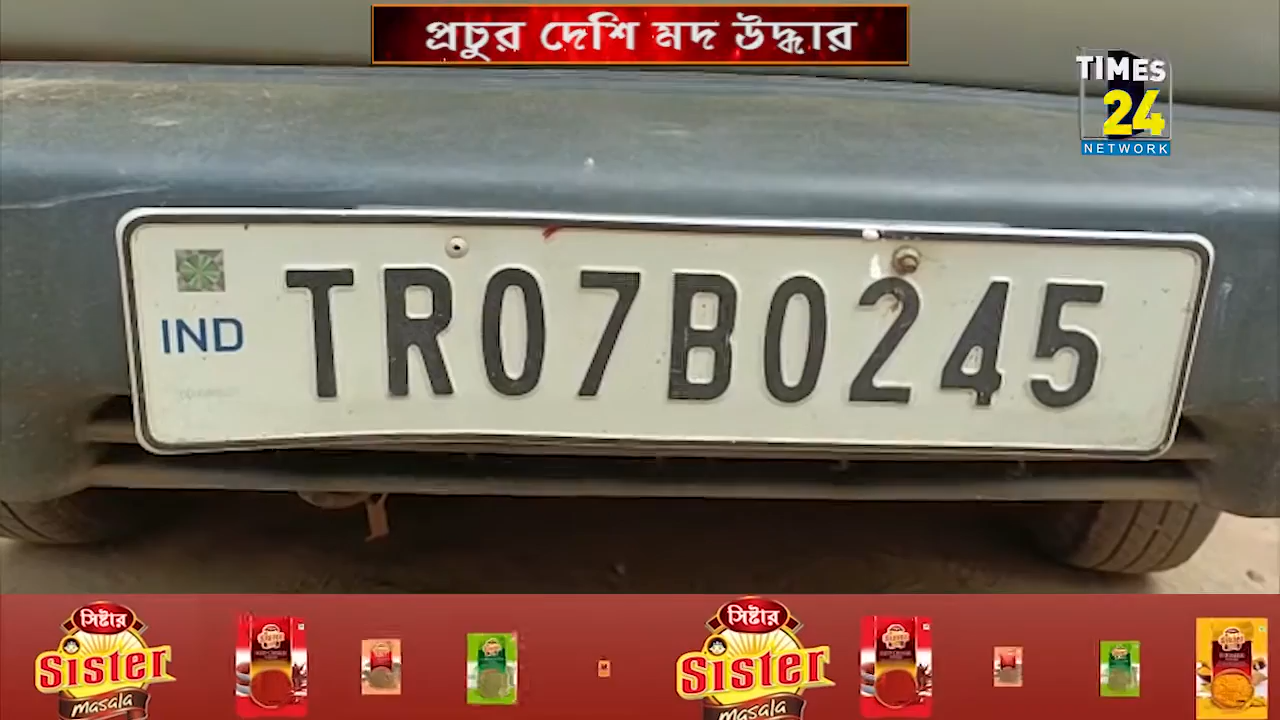 প্রচুর দেশি মদ উদ্ধার
TIMES
24
NETWORK
IND
TR07B0245
সিষ্টার
Sister
masala
সিষ্টার
Sister
masala